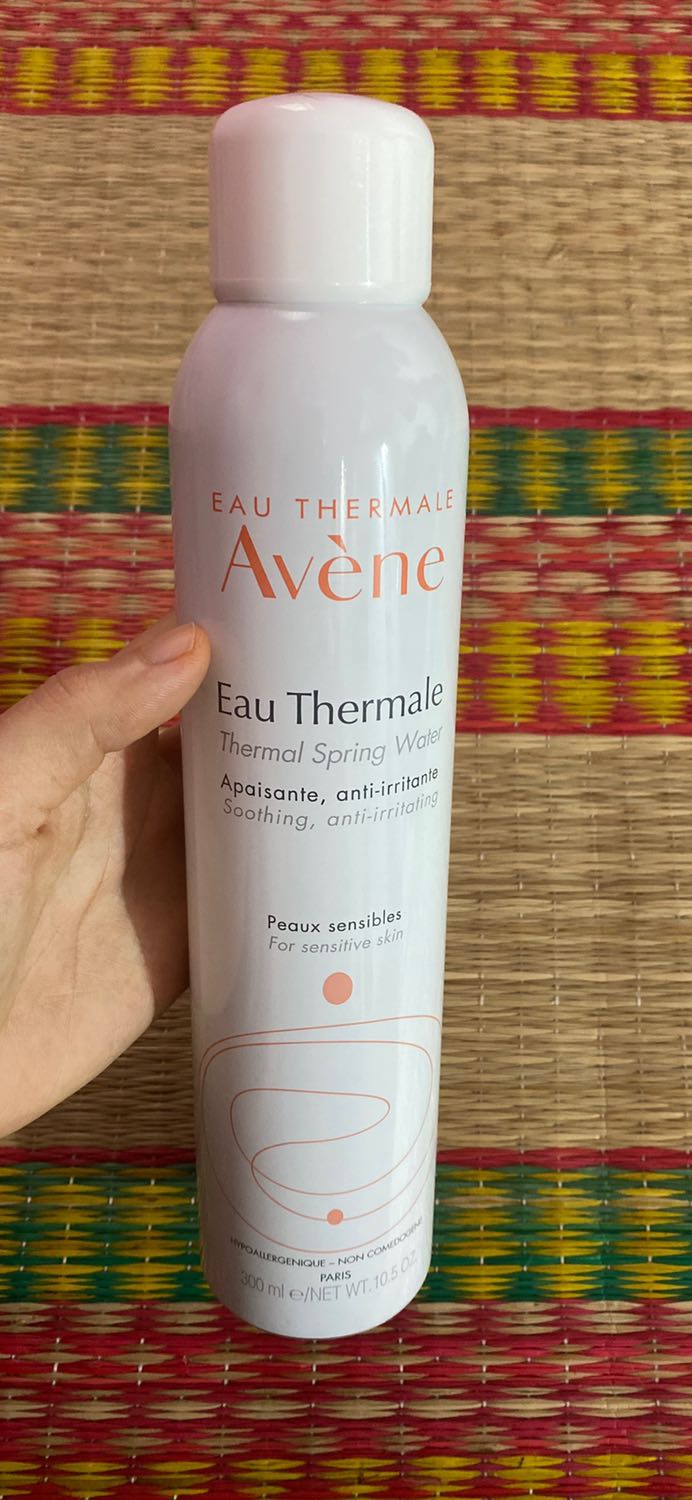 EAU THERMALE
Avène
Eau Thermale
Thermal Spring Water
Apaisante, anti-irritante
Soothing, anti-irritating
Peaux sensibles
For sensitive skin
HYPOALLERGENIQUE – NON COMEDOGENE
PARIS
300 ml e/NET WT. 10.5 OZ.